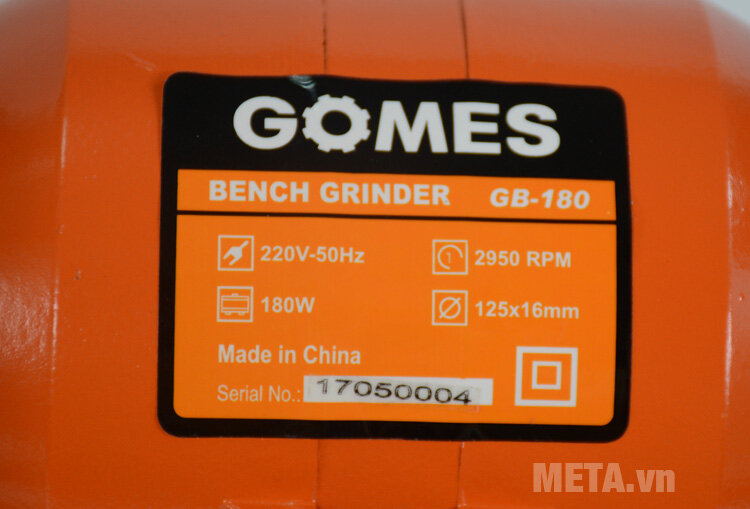 GOMES
BENCH GRINDER GB-180
220V-50Hz 2950 RPM
180W 125x16mm
Made in China
Serial No.: 17050004
META.vn